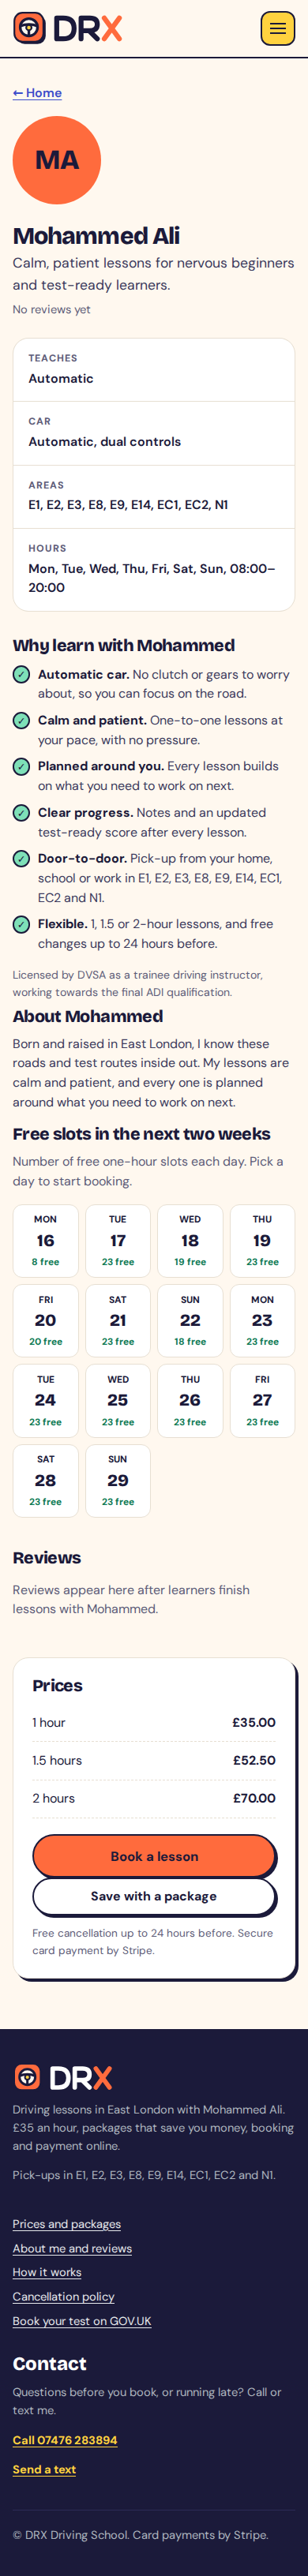 DRX
← Home
MA
Mohammed Ali
Calm, patient lessons for nervous beginners
and test-ready learners.
No reviews yet
TEACHES
Automatic
CAR
Automatic, dual controls
AREAS
E1, E2, E3, E8, E9, E14, EC1, EC2, N1
HOURS
Mon, Tue, Wed, Thu, Fri, Sat, Sun, 08:00–
20:00
Why learn with Mohammed
✓ Automatic car. No clutch or gears to worry
about, so you can focus on the road.
✓ Calm and patient. One-to-one lessons at
your pace, with no pressure.
✓ Planned around you. Every lesson builds
on what you need to work on next.
✓ Clear progress. Notes and an updated
test-ready score after every lesson.
✓ Door-to-door. Pick-up from your home,
school or work in E1, E2, E3, E8, E9, E14, EC1,
EC2 and N1.
✓ Flexible. 1, 1.5 or 2-hour lessons, and free
changes up to 24 hours before.
Licensed by DVSA as a trainee driving instructor,
working towards the final ADI qualification.
About Mohammed
Born and raised in East London, I know these
roads and test routes inside out. My lessons are
calm and patient, and every one is planned
around what you need to work on next.
Free slots in the next two weeks
Number of free one-hour slots each day. Pick a
day to start booking.
MON TUE WED THU
16 17 18 19
8 free 23 free 19 free 23 free
FRI SAT SUN MON
20 21 22 23
20 free 23 free 18 free 23 free
TUE WED THU FRI
24 25 26 27
23 free 23 free 23 free 23 free
SAT SUN
28 29
23 free 23 free
Reviews
Reviews appear here after learners finish
lessons with Mohammed.
Prices
1 hour £35.00
1.5 hours £52.50
2 hours £70.00
Book a lesson
Save with a package
Free cancellation up to 24 hours before. Secure
card payment by Stripe.
DRX
Driving lessons in East London with Mohammed Ali.
£35 an hour, packages that save you money, booking
and payment online.
Pick-ups in E1, E2, E3, E8, E9, E14, EC1, EC2 and N1.
Prices and packages
About me and reviews
How it works
Cancellation policy
Book your test on GOV.UK
Contact
Questions before you book, or running late? Call or
text me.
Call 07476 283894
Send a text
© DRX Driving School. Card payments by Stripe.